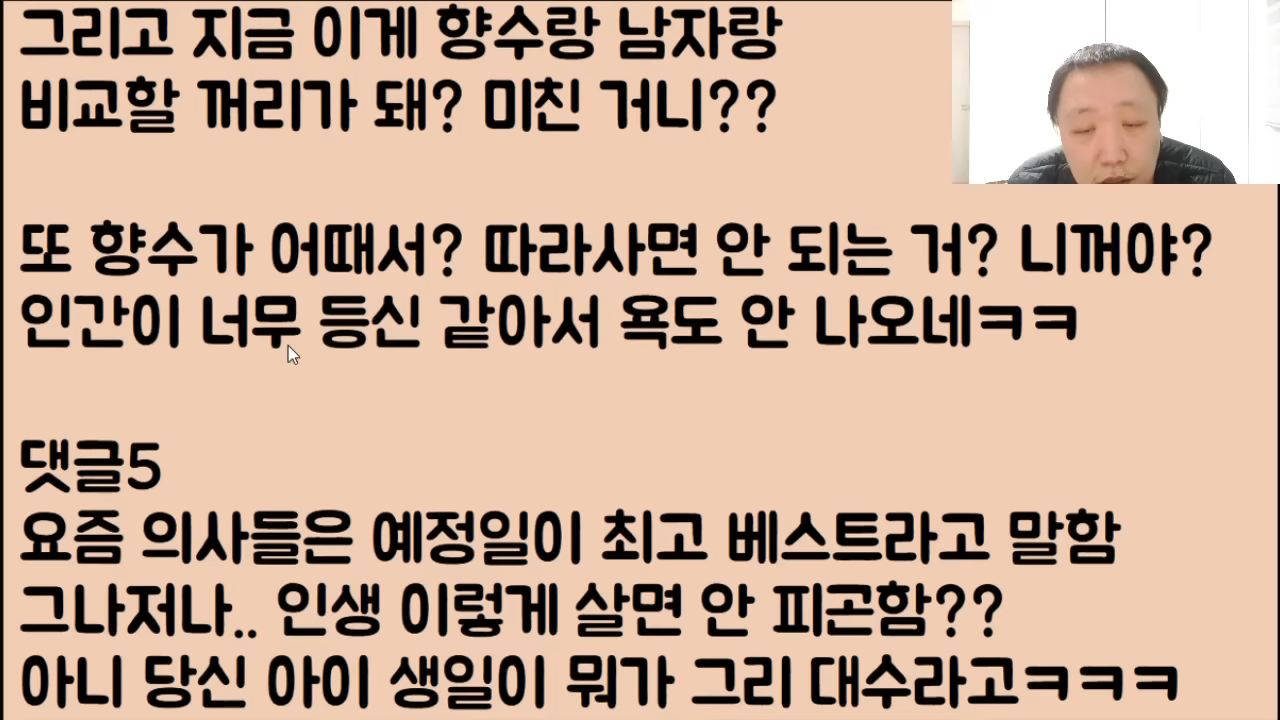 그리고 지금 이게 향수랑 남자랑
비교할 꺼리가 돼? 미친 거니??
또 향수가 어때서? 따라사면 안 되는 거? 니꺼야?
인간이 너무 등신 같아서 욕도 안 나오네ㅋㅋ
댓글5
요즘 의사들은 예정일이 최고 베스트라고 말함
그나저나.. 인생 이렇게 살면 안 피곤함??
아니 당신 아이 생일이 뭐가 그리 대수라고ㅋㅋㅋ